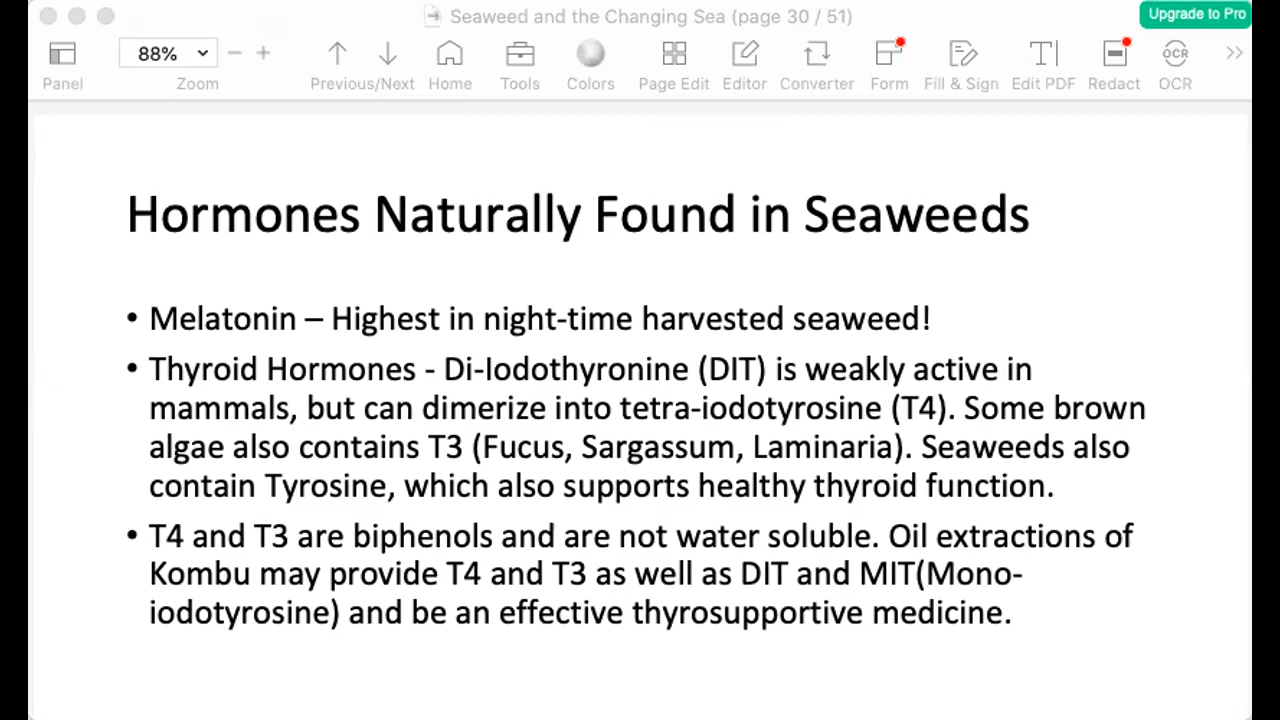 Seaweed and the Changing Sea (page 30 / 51)
Upgrade to Pro
88%
Panel Zoom Previous/Next Home Tools Colors Page Edit Editor Converter Form Fill & Sign Edit PDF Redact OCR
Hormones Naturally Found in Seaweeds
• Melatonin – Highest in night-time harvested seaweed!
• Thyroid Hormones - Di-Iodothyronine (DIT) is weakly active in
mammals, but can dimerize into tetra-iodotyrosine (T4). Some brown
algae also contains T3 (Fucus, Sargassum, Laminaria). Seaweeds also
contain Tyrosine, which also supports healthy thyroid function.
• T4 and T3 are biphenols and are not water soluble. Oil extractions of
Kombu may provide T4 and T3 as well as DIT and MIT(Mono-
iodotyrosine) and be an effective thyrosupportive medicine.